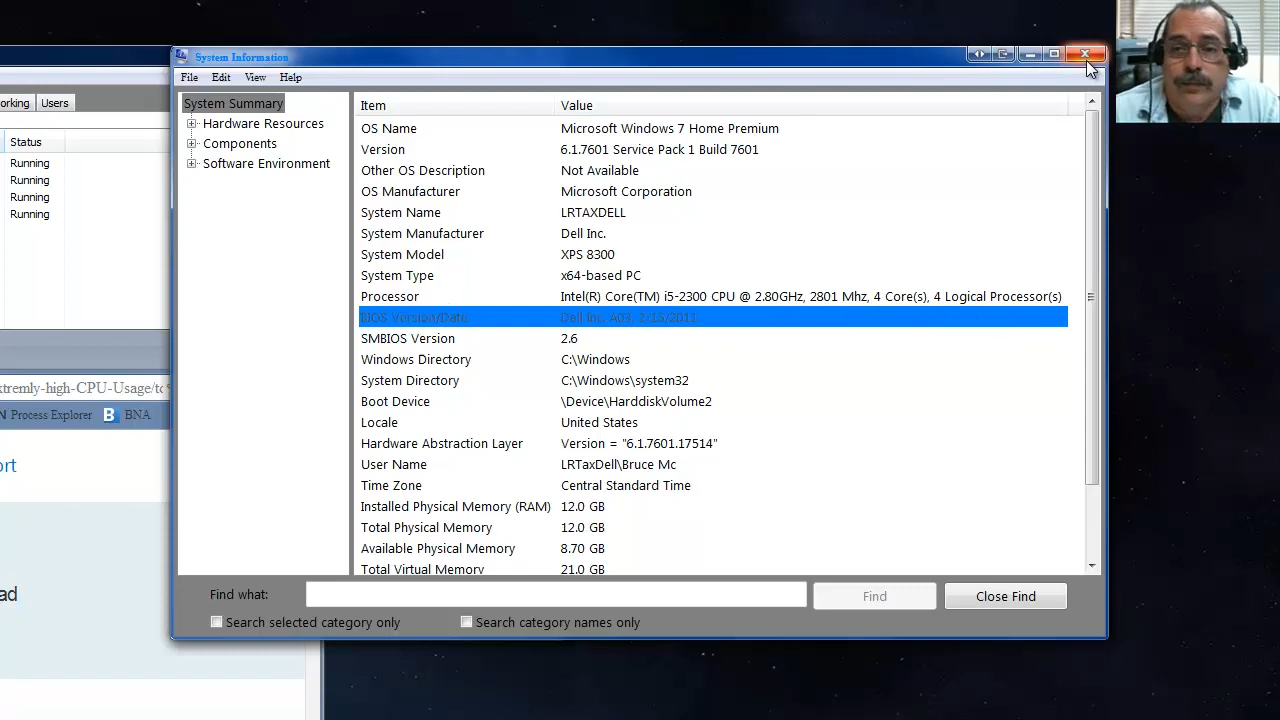 System Information
File Edit View Help
System Summary
Hardware Resources
Components
Software Environment
Item Value
OS Name Microsoft Windows 7 Home Premium
Version 6.1.7601 Service Pack 1 Build 7601
Other OS Description Not Available
OS Manufacturer Microsoft Corporation
System Name LRTAXDELL
System Manufacturer Dell Inc.
System Model XPS 8300
System Type x64-based PC
Processor Intel(R) Core(TM) i5-2300 CPU @ 2.80GHz, 2801 Mhz, 4 Core(s), 4 Logical Processor(s)
BIOS Version/Date Dell Inc. A03, 2/15/2011
SMBIOS Version 2.6
Windows Directory C:\Windows
System Directory C:\Windows\system32
Boot Device \Device\HarddiskVolume2
Locale United States
Hardware Abstraction Layer Version = "6.1.7601.17514"
User Name LRTaxDell\Bruce Mc
Time Zone Central Standard Time
Installed Physical Memory (RAM) 12.0 GB
Total Physical Memory 12.0 GB
Available Physical Memory 8.70 GB
Total Virtual Memory 21.0 GB
Find what: Find Close Find
Search selected category only Search category names only
orking Users
Status
Running
Running
Running
Running
xtremly-high-CPU-Usage/tc
N Process Explorer B BNA
ort
ad